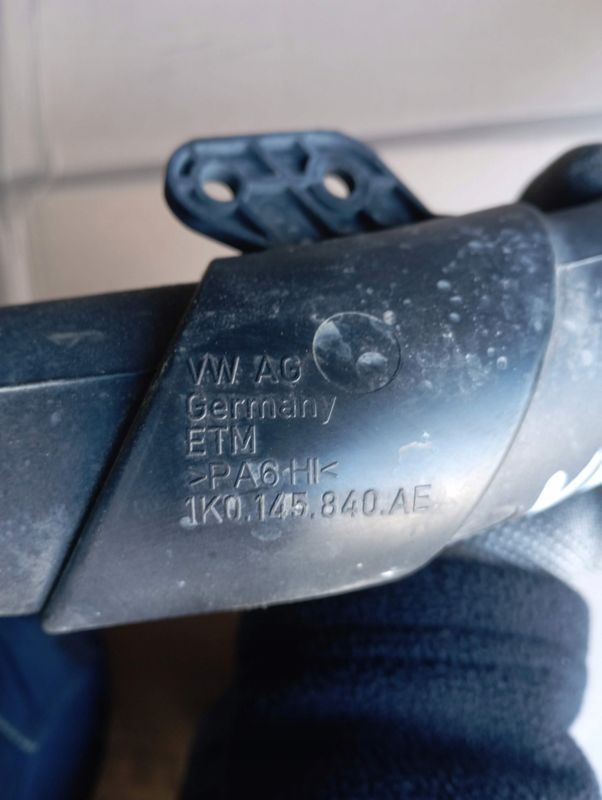 VW AG
Germany
ETM
>PA6 HI<
1K0.145.840.AE